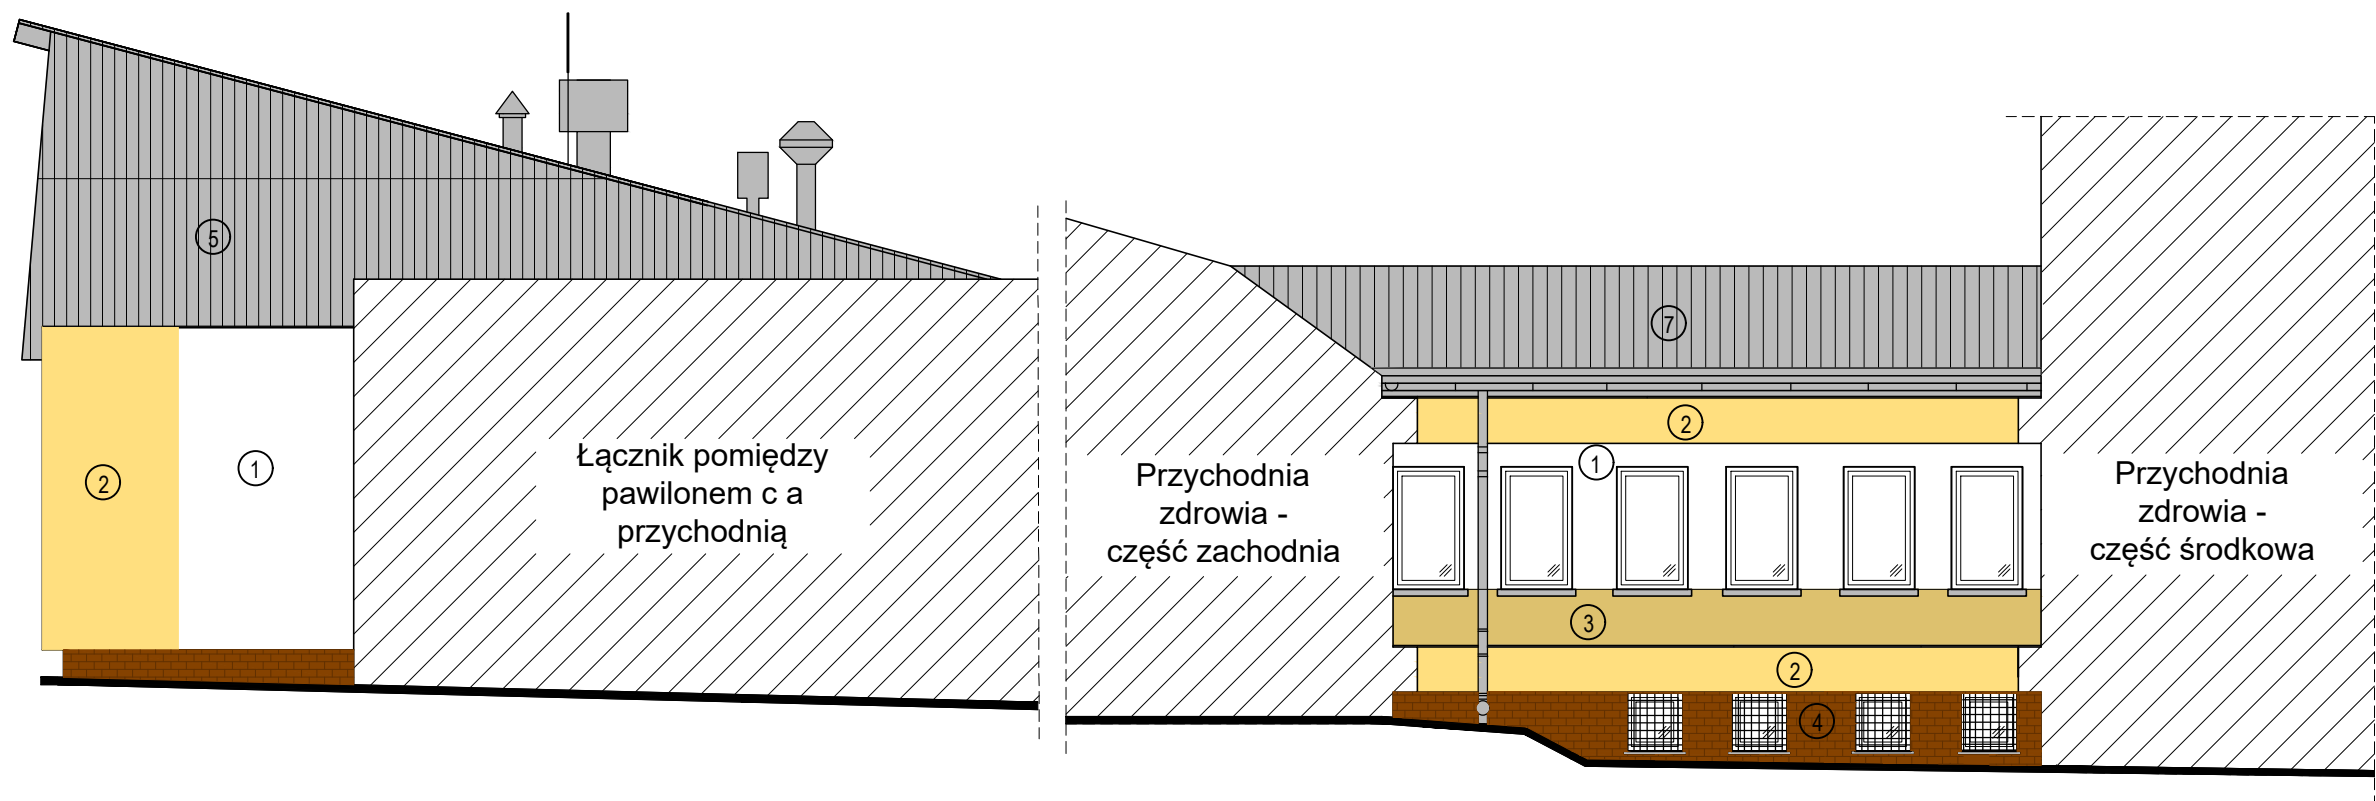 5
2
1
Łącznik pomiędzy
pawilonem c a
przychodnią
Przychodnia
zdrowia -
część zachodnia
7
2
1
3
2
4
Przychodnia
zdrowia -
część środkowa